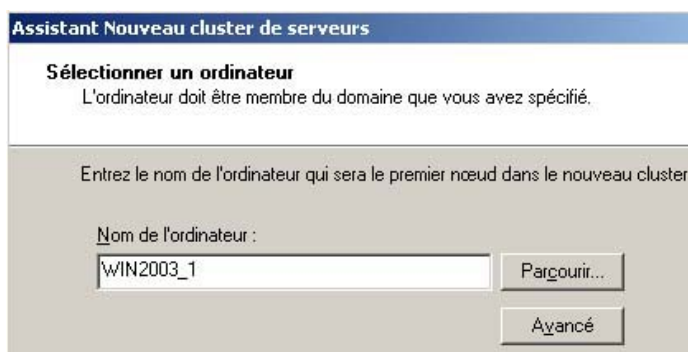 Assistant Nouveau cluster de serveurs
Sélectionner un ordinateur
L'ordinateur doit être membre du domaine que vous avez spécifié.
Entrez le nom de l'ordinateur qui sera le premier nœud dans le nouveau cluster
Nom de l'ordinateur :
WIN2003_1
Parcourir...
Avancé